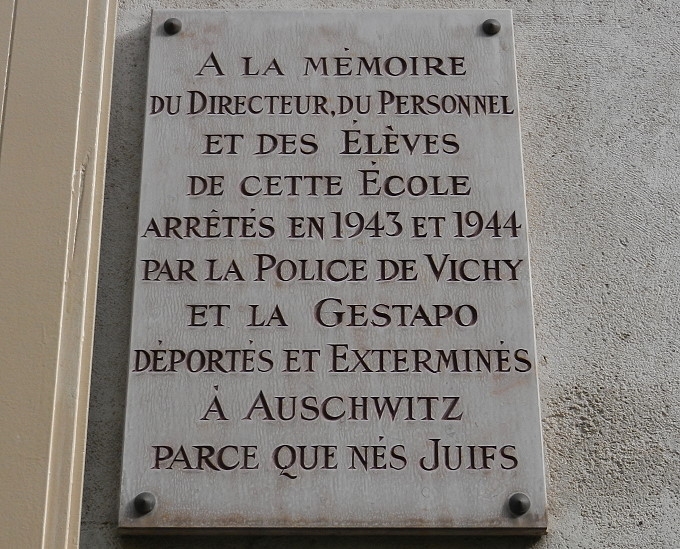 A LA MÉMOIRE
DU DIRECTEUR, DU PERSONNEL
ET DES ÉLÈVES
DE CETTE ÉCOLE
ARRÊTÉS EN 1943 ET 1944
PAR LA POLICE DE VICHY
ET LA GESTAPO
DÉPORTÉS ET EXTERMINÉS
À AUSCHWITZ
PARCE QUE NÉS JUIFS